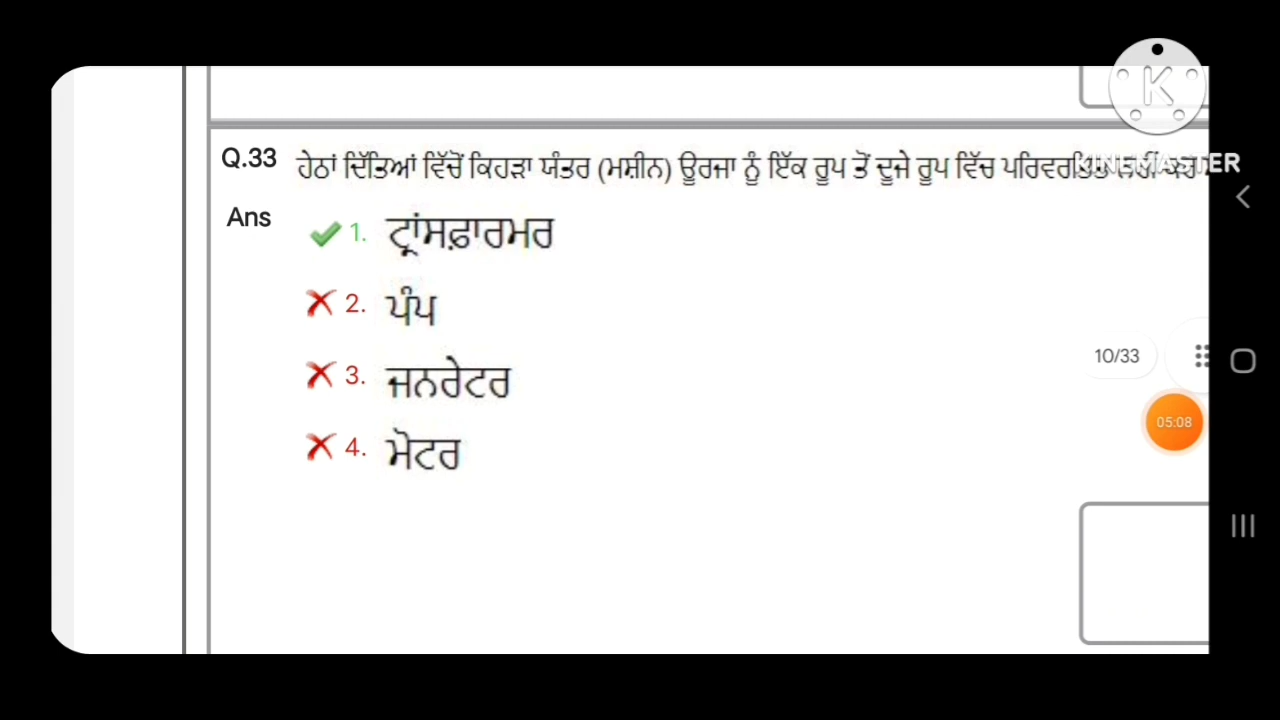 Q.33 ਹੇਠਾਂ ਦਿੱਤਿਆਂ ਵਿੱਚੋਂ ਕਿਹੜਾ ਯੰਤਰ (ਮਸ਼ੀਨ) ਊਰਜਾ ਨੂੰ ਇੱਕ ਰੂਪ ਤੋਂ ਦੂਜੇ ਰੂਪ ਵਿੱਚ
KINEMASTER
Ans
1. ਟ੍ਰਾਂਸਫ਼ਾਰਮਰ
2. ਪੰਪ
10/33
3. ਜਨਰੇਟਰ
05:08
4. ਮੋਟਰ